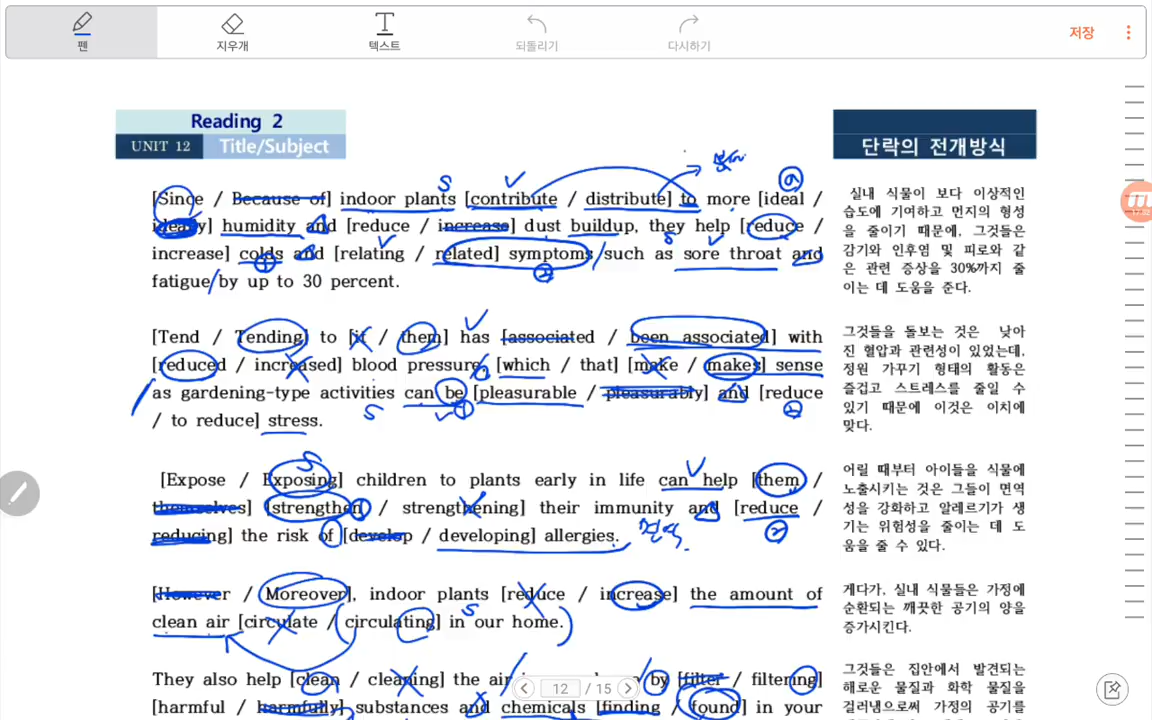 펜
지우개
텍스트
되돌리기
다시하기
저장
Reading 2
UNIT 12 Title/Subject
단락의 전개방식
[Since / Because of] indoor plants [contribute / distribute] to more [ideal /
ideally] humidity and [reduce / increase] dust buildup, they help [reduce /
increase] colds and [relating / related] symptoms such as sore throat and
fatigue by up to 30 percent.
실내 식물이 보다 이상적인
습도에 기여하고 먼지의 형성
을 줄이기 때문에, 그것들은
감기와 인후염 및 피로와 같
은 관련 증상을 30%까지 줄
이는 데 도움을 준다.
[Tend / Tending] to [it / them] has [associated / been associated] with
[reduced / increased] blood pressure, [which / that] [make / makes] sense
as gardening-type activities can be [pleasurable / pleasurably] and [reduce
/ to reduce] stress.
그것들을 돌보는 것은 낮아
진 혈압과 관련성이 있었는데,
정원 가꾸기 형태의 활동은
즐겁고 스트레스를 줄일 수
있기 때문에 이것은 이치에
맞다.
[Expose / Exposing] children to plants early in life can help [them /
themselves] [strengthen / strengthening] their immunity and [reduce /
reducing] the risk of [develop / developing] allergies.
어릴 때부터 아이들을 식물에
노출시키는 것은 그들이 면역
성을 강화하고 알레르기가 생
기는 위험성을 줄이는 데 도
움을 줄 수 있다.
[However / Moreover], indoor plants [reduce / increase] the amount of
clean air [circulate / circulating] in our home.
게다가, 실내 식물들은 가정에
순환되는 깨끗한 공기의 양을
증가시킨다.
They also help [clean / cleaning] the air in by [filter / filtering]
[harmful / harmfully] substances and chemicals [finding / found] in your
그것들은 집안에서 발견되는
해로운 물질과 화학 물질을
걸러냄으로써 가정의 공기를
12 / 15